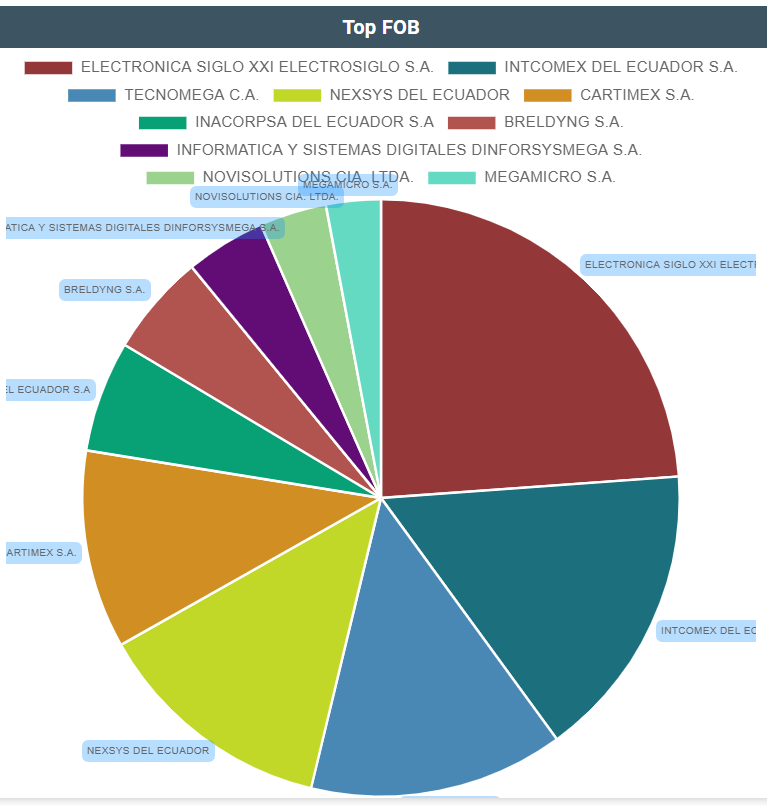 Top FOB
ELECTRONICA SIGLO XXI ELECTROSIGLO S.A. INTCOMEX DEL ECUADOR S.A.
TECNOMEGA C.A. NEXSYS DEL ECUADOR CARTIMEX S.A.
INACORPSA DEL ECUADOR S.A BRELDYNG S.A.
INFORMATICA Y SISTEMAS DIGITALES DINFORSYSMEGA S.A.
NOVISOLUTIONS CIA. LTDA. MEGAMICRO S.A.
MEGAMICRO S.A.
NOVISOLUTIONS CIA. LTDA.
ATICA Y SISTEMAS DIGITALES DINFORSYSMEGA S.A.
ELECTRONICA SIGLO XXI ELECT
BRELDYNG S.A.
EL ECUADOR S.A
ARTIMEX S.A.
INTCOMEX DEL EC
NEXSYS DEL ECUADOR